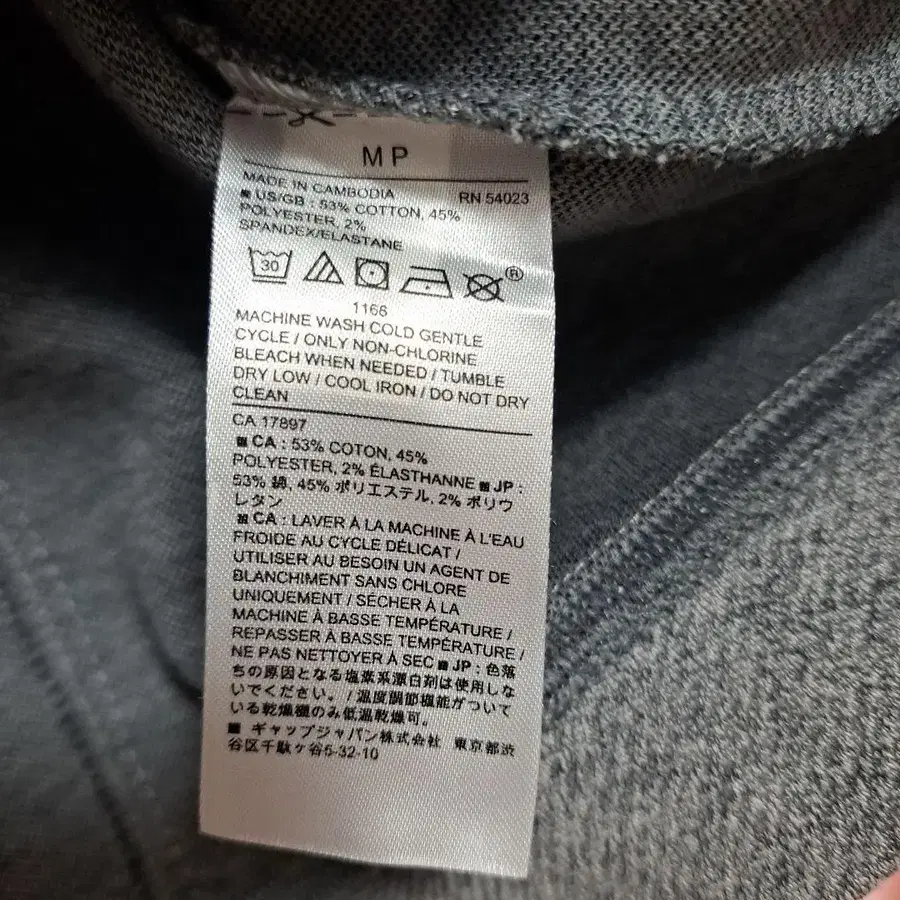 MP
MADE IN CAMBODIA RN 54023
■ US/GB : 53% COTTON, 45%
POLYESTER, 2%
SPANDEX/ELASTANE
30
®
1166
MACHINE WASH COLD GENTLE
CYCLE / ONLY NON-CHLORINE
BLEACH WHEN NEEDED / TUMBLE
DRY LOW / COOL IRON / DO NOT DRY
CLEAN
CA 17897
■ CA : 53% COTON, 45%
POLYESTER, 2% ÉLASTHANNE ■ JP :
53% 綿, 45% ポリエステル, 2% ポリウ
レタン
■ CA : LAVER À LA MACHINE À L'EAU
FROIDE AU CYCLE DÉLICAT /
UTILISER AU BESOIN UN AGENT DE
BLANCHIMENT SANS CHLORE
UNIQUEMENT / SÉCHER À LA
MACHINE À BASSE TEMPÉRATURE /
REPASSER À BASSE TEMPÉRATURE /
NE PAS NETTOYER À SEC ■ JP : 色落
ちの原因となる塩素系漂白剤は使用しな
いでください。 / 温度調節機能がついて
いる乾燥機のみ低温乾燥可。
■ ギャップジャパン株式会社 東京都渋
谷区千駄ヶ谷5-32-10